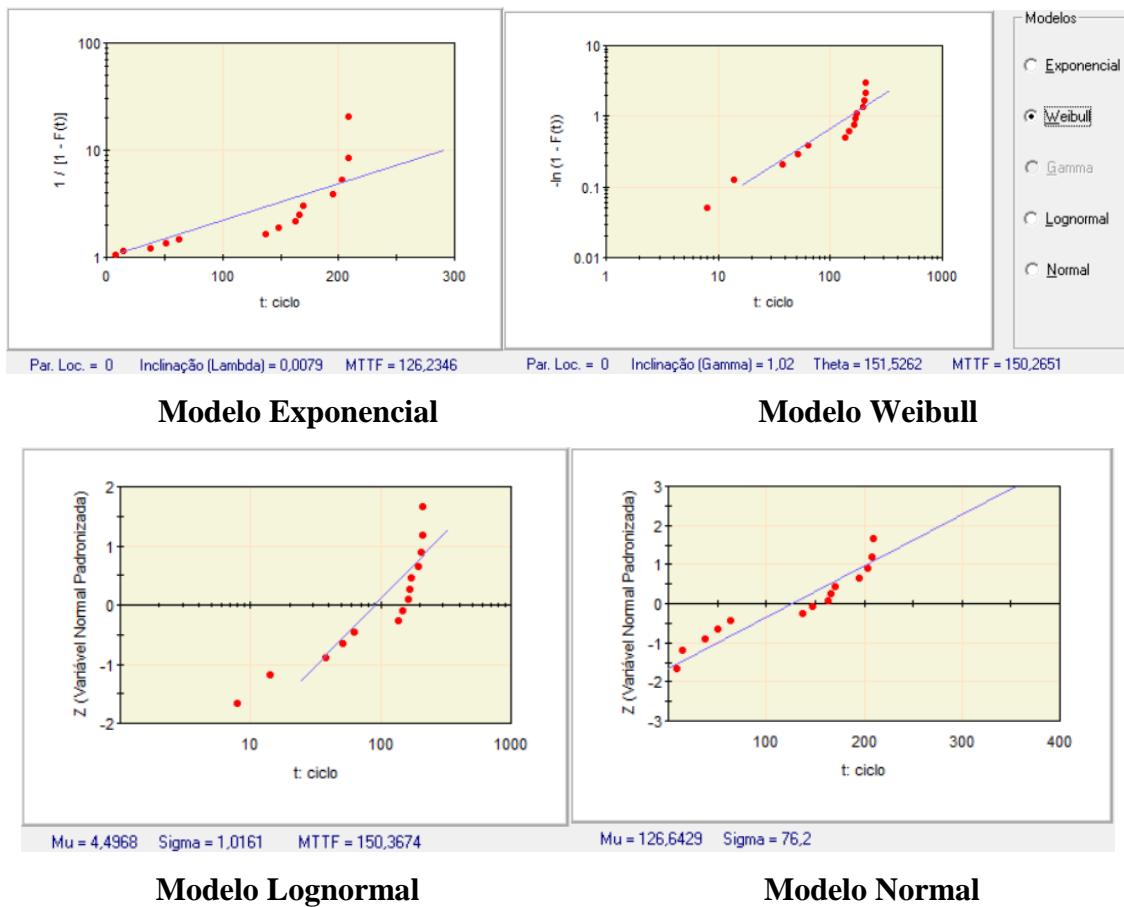 100
10
1
0
100
200
300
1 / [1 - F(t)]
t: ciclo
Par. Loc. = 0 Inclinação (Lambda) = 0,0079 MTTF = 126,2346
10
1
0.1
0.01
1
10
100
1000
-ln (1 - F(t))
t: ciclo
Par. Loc. = 0 Inclinação (Gamma) = 1,02 Theta = 151,5262 MTTF = 150,2651
Modelos
Exponencial
Weibull
Gamma
Lognormal
Normal
Modelo Exponencial
Modelo Weibull
2
1
0
-1
-2
10
100
1000
Z (Variável Normal Padronizada)
t: ciclo
Mu = 4,4968 Sigma = 1,0161 MTTF = 150,3674
3
2
1
0
-1
-2
-3
100
200
300
400
Z (Variável Normal Padronizada)
t: ciclo
Mu = 126,6429 Sigma = 76,2
Modelo Lognormal
Modelo Normal